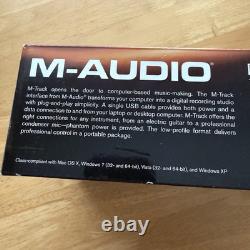 M-AUDIO®
M-Track opens the door to computer-based music-making. The M-Track
interface from M-Audio® transforms your computer into a digital recording studio
with plug-and-play simplicity. A single USB cable provides both power and a
data connection to and from your laptop or desktop computer. M-Track offers the
right connections for any instrument, from an electric guitar to a professional
condenser mic—phantom power is provided. The low-profile format delivers
professional control in a portable package.
Class-compliant with Mac OS X, Windows 7 (32- and 64-bit), Vista (32- and 64-bit), and Windows XP